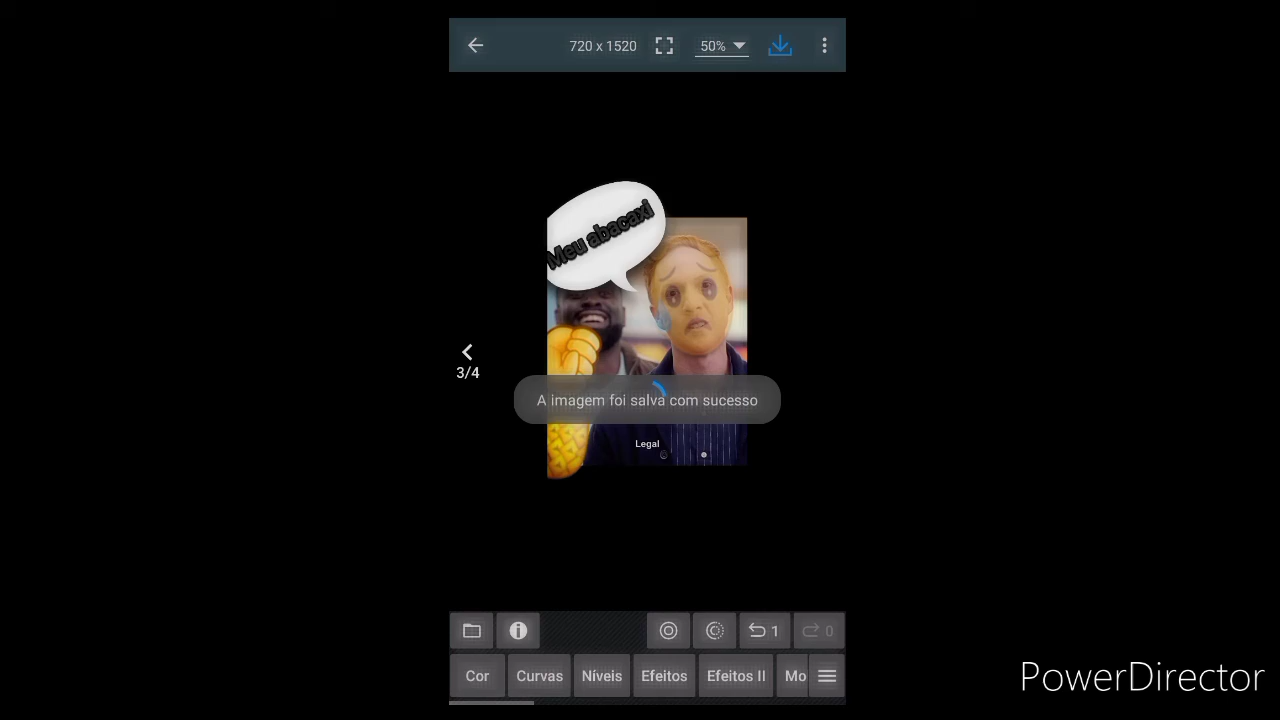 720 x 1520
50%
Meu abacaxi
3/4
A imagem foi salva com sucesso
Legal
1
0
Cor
Curvas
Níveis
Efeitos
Efeitos II
Mo
PowerDirector